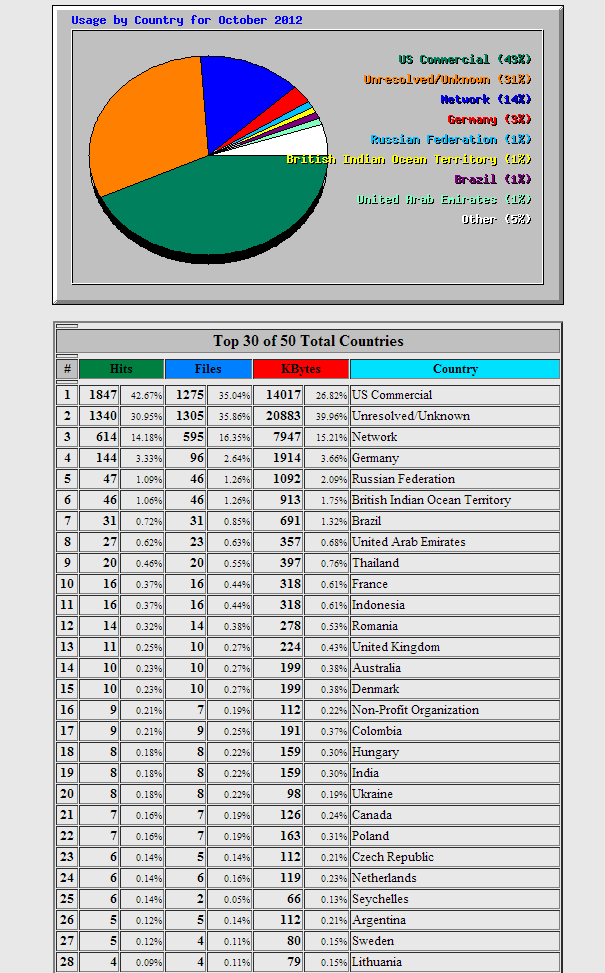 Usage by Country for October 2012
US Commercial (43%)
Unresolved/Unknown (31%)
Network (14%)
Germany (3%)
Russian Federation (1%)
British Indian Ocean Territory (1%)
Brazil (1%)
United Arab Emirates (1%)
Other (5%)
Top 30 of 50 Total Countries
# Hits Files KBytes Country
1 1847 42.67% 1275 35.04% 14017 26.82% US Commercial
2 1340 30.95% 1305 35.86% 20883 39.96% Unresolved/Unknown
3 614 14.18% 595 16.35% 7947 15.21% Network
4 144 3.33% 96 2.64% 1914 3.66% Germany
5 47 1.09% 46 1.26% 1092 2.09% Russian Federation
6 46 1.06% 46 1.26% 913 1.75% British Indian Ocean Territory
7 31 0.72% 31 0.85% 691 1.32% Brazil
8 27 0.62% 23 0.63% 357 0.68% United Arab Emirates
9 20 0.46% 20 0.55% 397 0.76% Thailand
10 16 0.37% 16 0.44% 318 0.61% France
11 16 0.37% 16 0.44% 318 0.61% Indonesia
12 14 0.32% 14 0.38% 278 0.53% Romania
13 11 0.25% 10 0.27% 224 0.43% United Kingdom
14 10 0.23% 10 0.27% 199 0.38% Australia
15 10 0.23% 10 0.27% 199 0.38% Denmark
16 9 0.21% 7 0.19% 112 0.22% Non-Profit Organization
17 9 0.21% 9 0.25% 191 0.37% Colombia
18 8 0.18% 8 0.22% 159 0.30% Hungary
19 8 0.18% 8 0.22% 159 0.30% India
20 8 0.18% 8 0.22% 98 0.19% Ukraine
21 7 0.16% 7 0.19% 126 0.24% Canada
22 7 0.16% 7 0.19% 163 0.31% Poland
23 6 0.14% 5 0.14% 112 0.21% Czech Republic
24 6 0.14% 6 0.16% 119 0.23% Netherlands
25 6 0.14% 2 0.05% 66 0.13% Seychelles
26 5 0.12% 5 0.14% 112 0.21% Argentina
27 5 0.12% 4 0.11% 80 0.15% Sweden
28 4 0.09% 4 0.11% 79 0.15% Lithuania